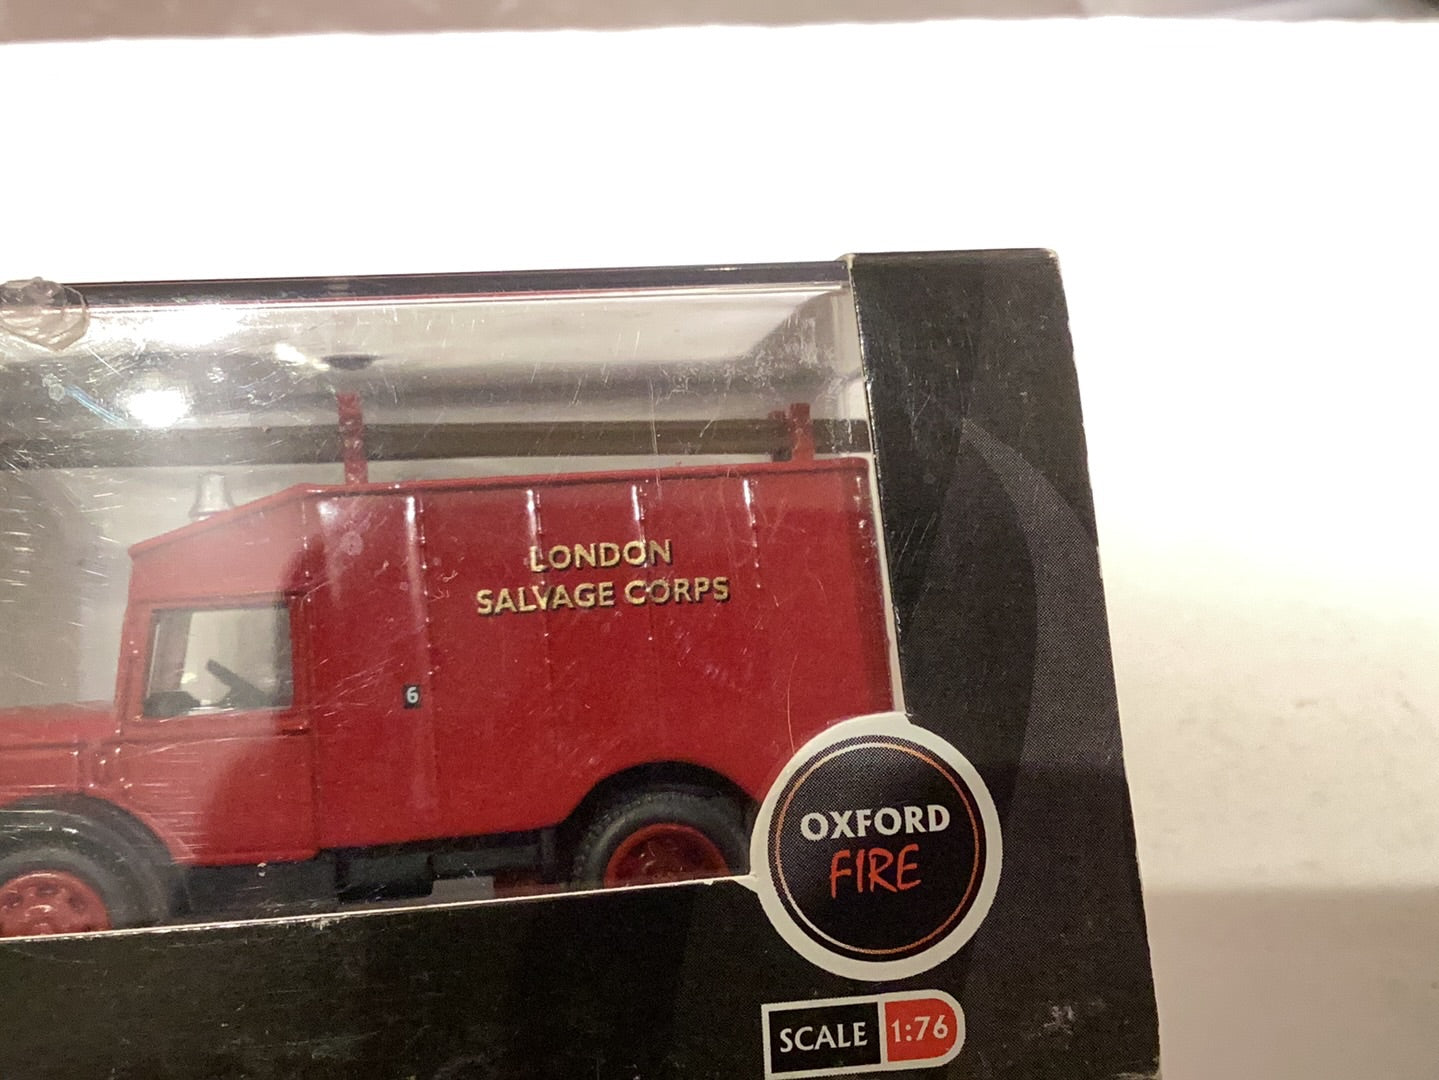 LONDON
SALVAGE CORPS
6
OXFORD
FIRE
SCALE 1:76